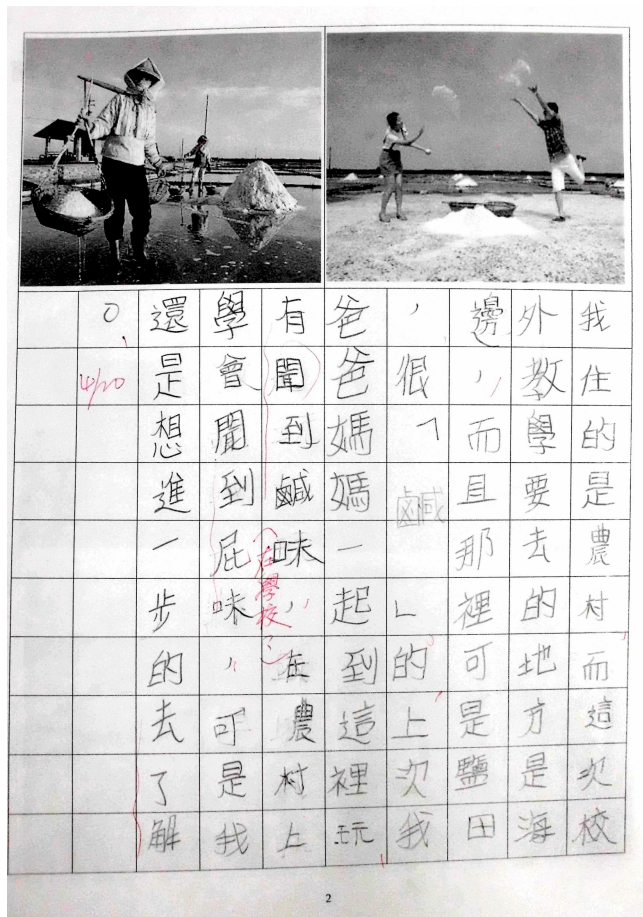 我住的是農村而這次校
外教學要去的地方是海
邊，而且那裡可是鹽田
，很「鹹」的上次我
爸爸媽媽一起到這裡玩
有聞到鹹味，在農村上
（在學校）
學會聞到屁味，可是我
還是想進一步的去了解
。
4/20
2